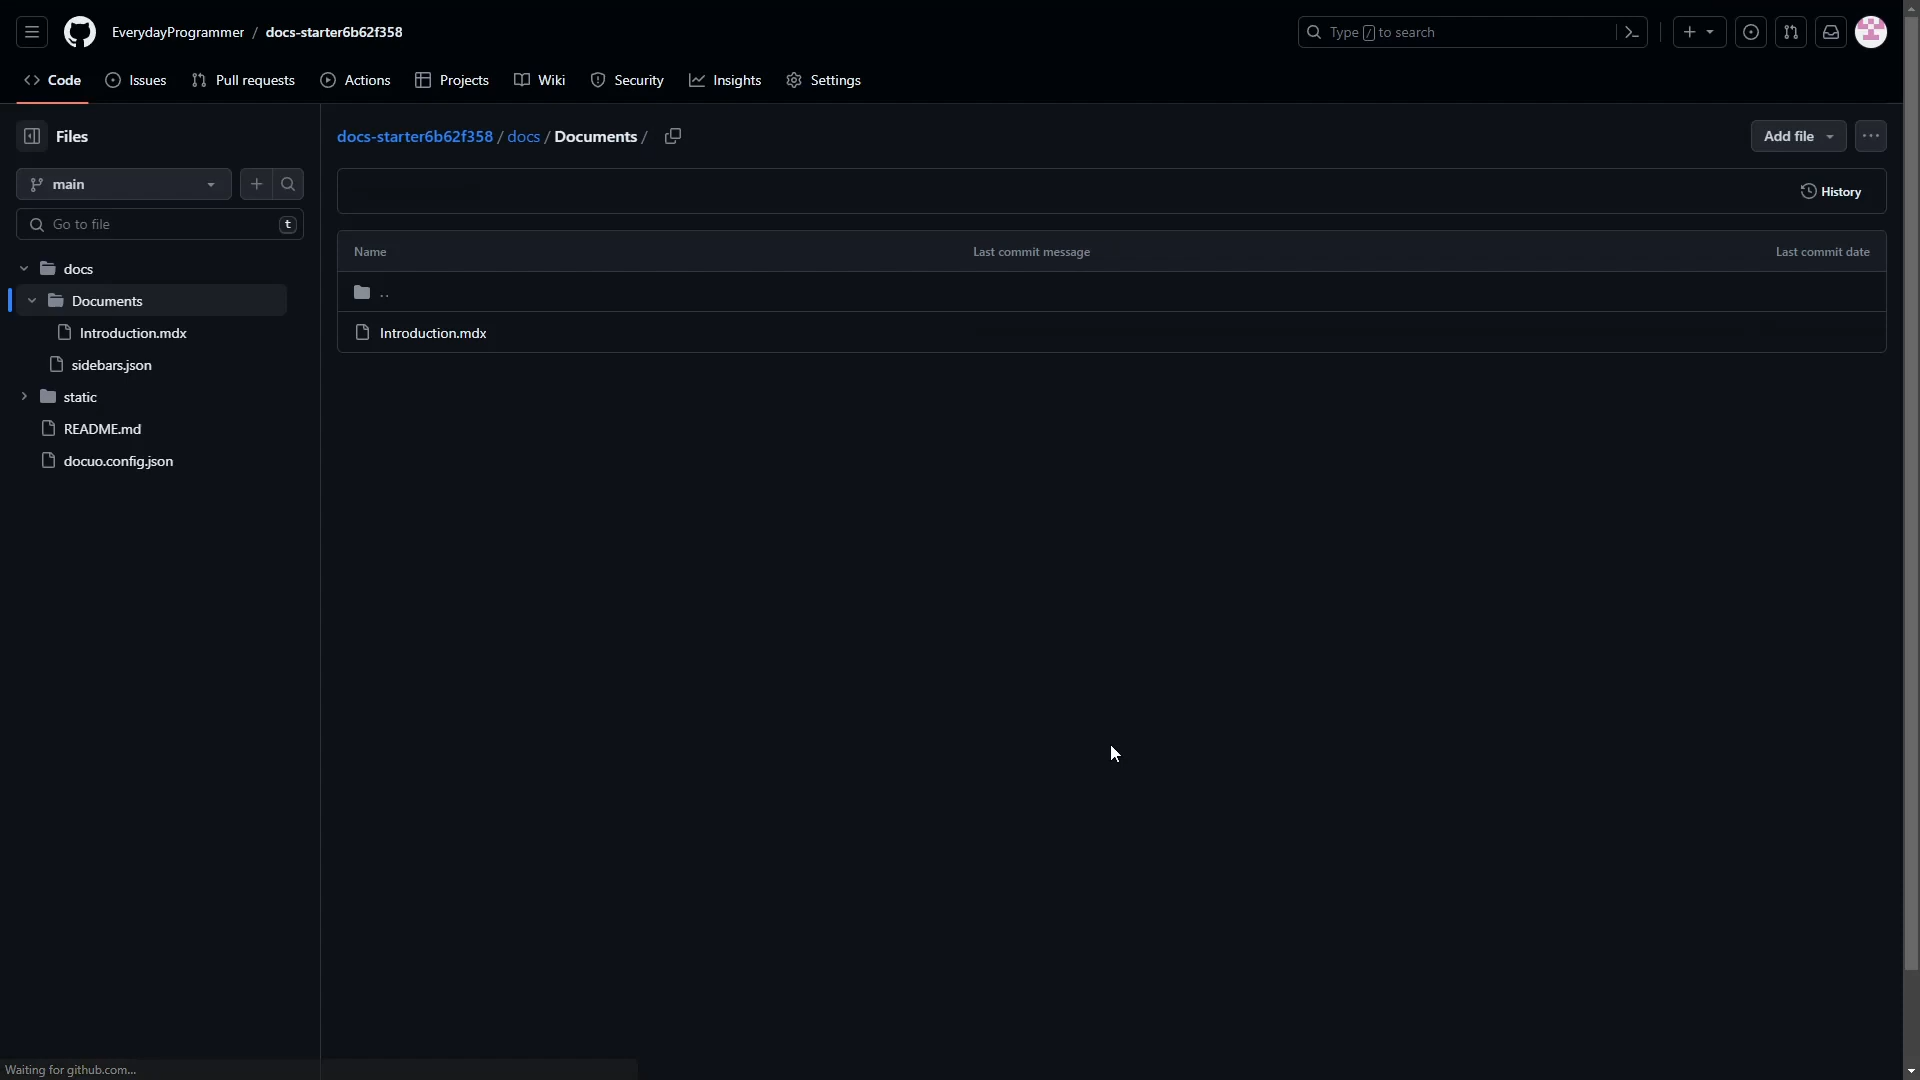 EverydayProgrammer / docs-starter6b62f358
Type / to search
Code Issues Pull requests Actions Projects Wiki Security Insights Settings
Files
main
Go to file t
docs
Documents
Introduction.mdx
sidebars.json
static
README.md
docuo.config.json
docs-starter6b62f358 / docs / Documents /
Add file
History
Name Last commit message Last commit date
..
Introduction.mdx
Waiting for github.com...